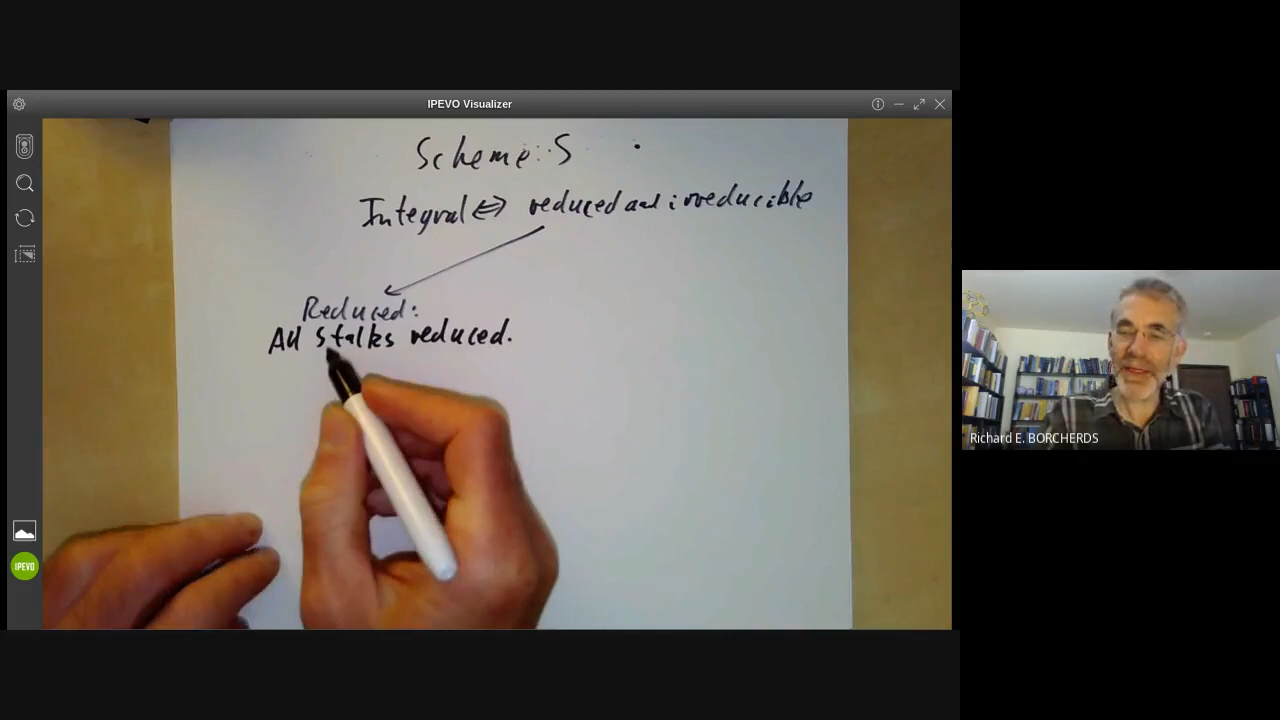 IPEVO Visualizer
Scheme: S
Integral ⇔ reduced and irreducible
Reduced:
All stalks reduced.
Richard E. BORCHERDS
IPEVO